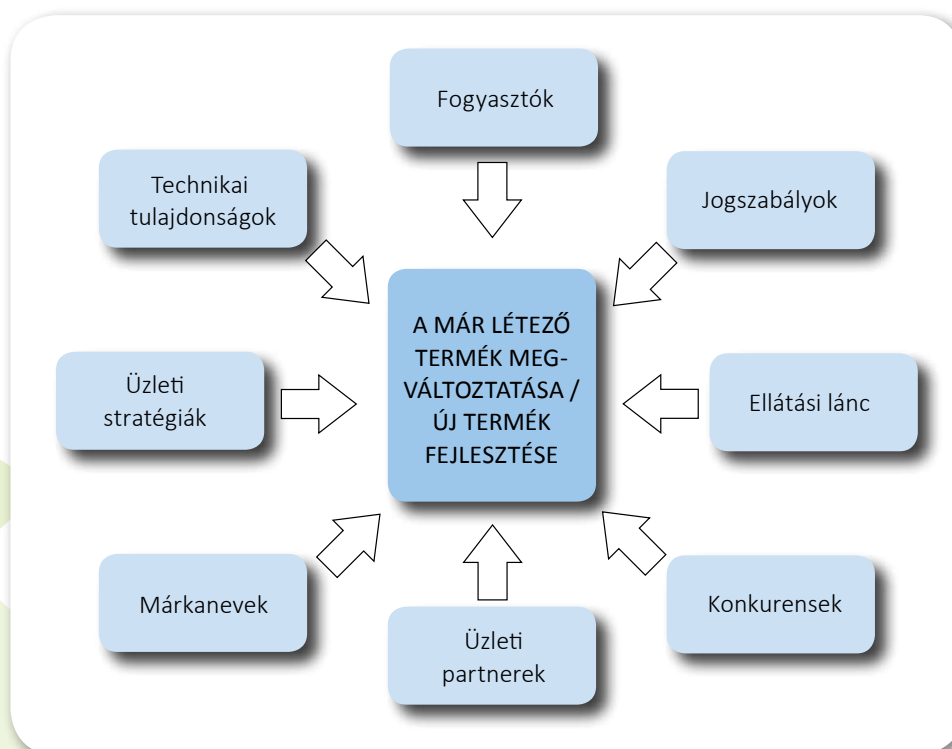 Fogyasztók
Technikai
tulajdonságok
Jogszabályok
A MÁR LÉTEZŐ
TERMÉK MEG-
VÁLTOZTATÁSA /
ÚJ TERMÉK
FEJLESZTÉSE
Üzleti
stratégiák
Ellátási lánc
Márkanevek
Üzleti
partnerek
Konkurensek